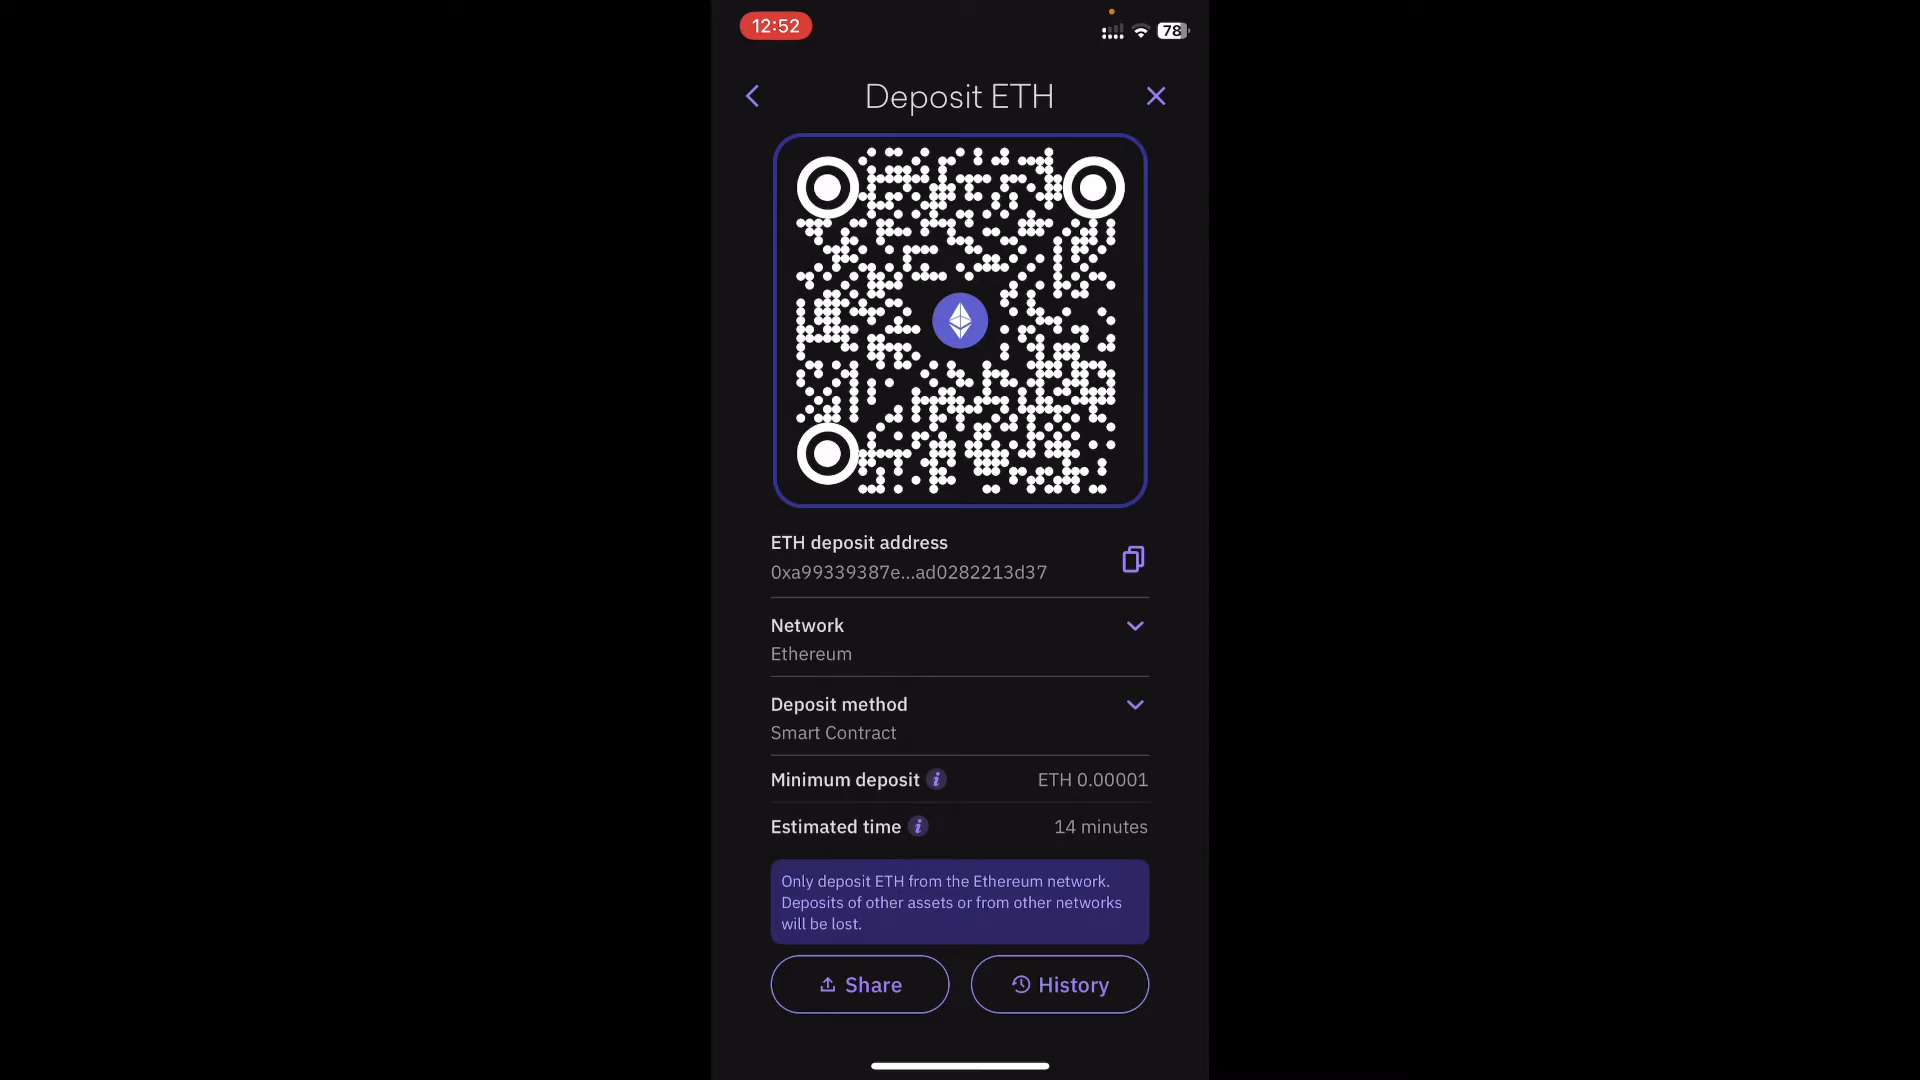 12:52
78
Deposit ETH
ETH deposit address
0xa99339387e...ad0282213d37
Network
Ethereum
Deposit method
Smart Contract
Minimum deposit i ETH 0.00001
Estimated time i 14 minutes
Only deposit ETH from the Ethereum network.
Deposits of other assets or from other networks
will be lost.
Share History